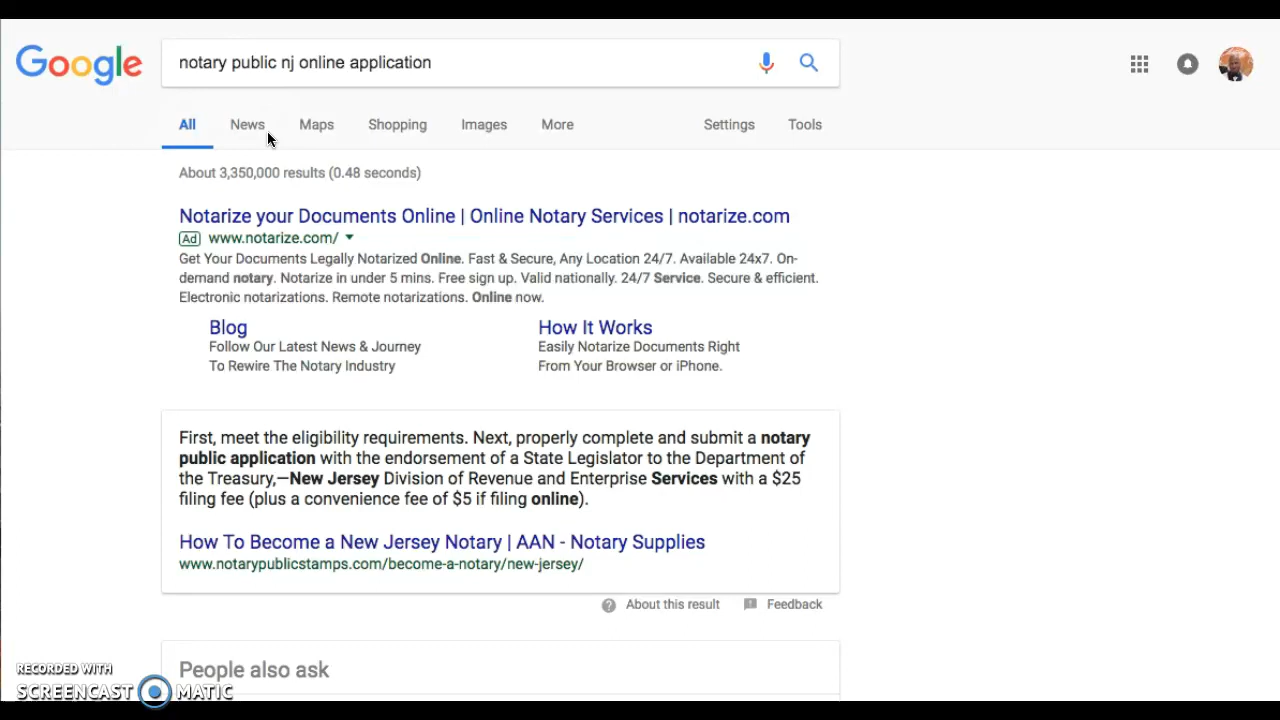 Google
notary public nj online application
All News Maps Shopping Images More Settings Tools
About 3,350,000 results (0.48 seconds)
Notarize your Documents Online | Online Notary Services | notarize.com
Ad www.notarize.com/
Get Your Documents Legally Notarized Online. Fast & Secure, Any Location 24/7. Available 24x7. On-
demand notary. Notarize in under 5 mins. Free sign up. Valid nationally. 24/7 Service. Secure & efficient.
Electronic notarizations. Remote notarizations. Online now.
Blog
Follow Our Latest News & Journey
To Rewire The Notary Industry
How It Works
Easily Notarize Documents Right
From Your Browser or iPhone.
First, meet the eligibility requirements. Next, properly complete and submit a notary
public application with the endorsement of a State Legislator to the Department of
the Treasury,—New Jersey Division of Revenue and Enterprise Services with a $25
filing fee (plus a convenience fee of $5 if filing online).
How To Become a New Jersey Notary | AAN - Notary Supplies
www.notarypublicstamps.com/become-a-notary/new-jersey/
About this result Feedback
People also ask
RECORDED WITH
SCREENCAST MATIC